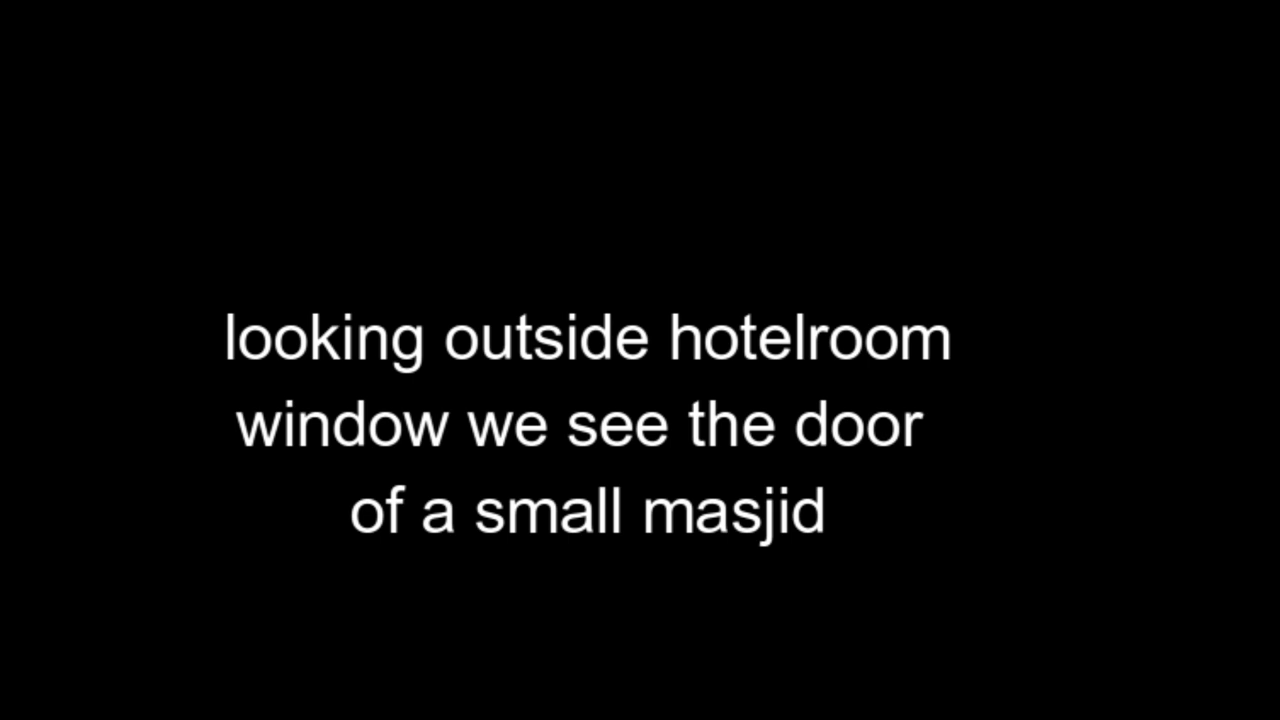 looking outside hotelroom
window we see the door
of a small masjid